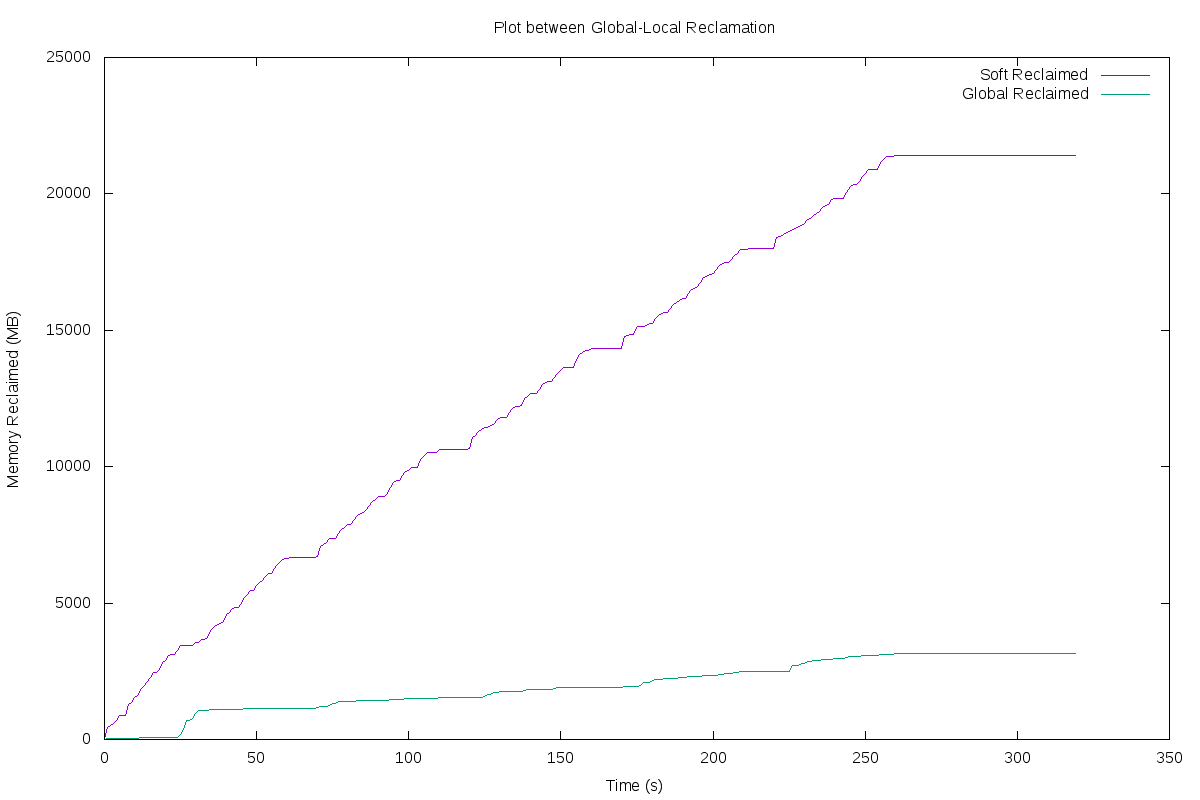 Plot between Global-Local Reclamation
25000
20000
15000
10000
5000
0
Memory Reclaimed (MB)
Soft Reclaimed
Global Reclaimed
0 50 100 150 200 250 300 350
Time (s)